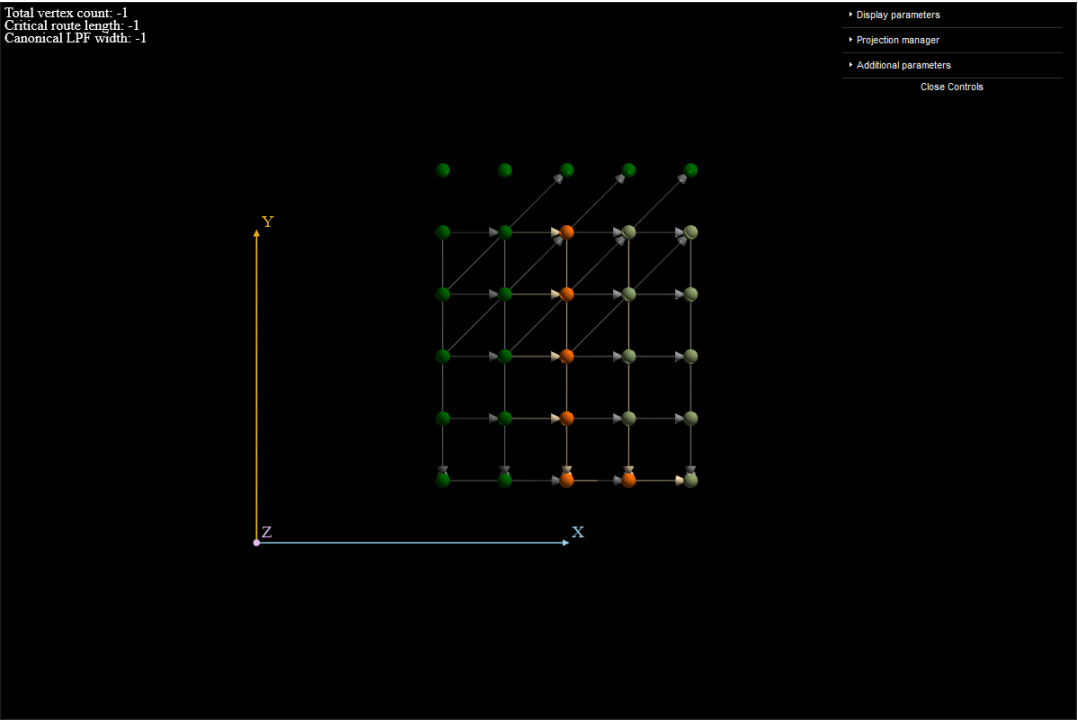 Total vertex count: -1
Critical route length: -1
Canonical LPF width: -1
Display parameters
Projection manager
Additional parameters
Close Controls
Y
Z
X